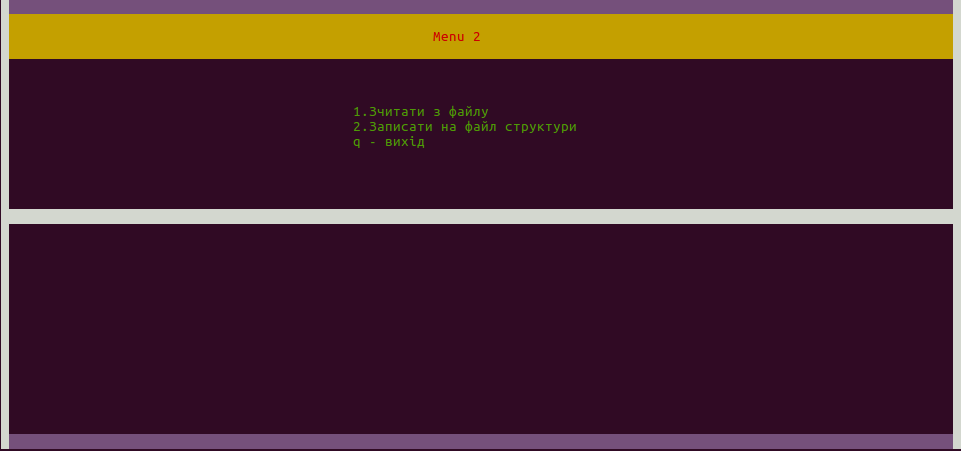 Menu 2
1.Зчитати з файлу
2.Записати на файл структури
q - вихід